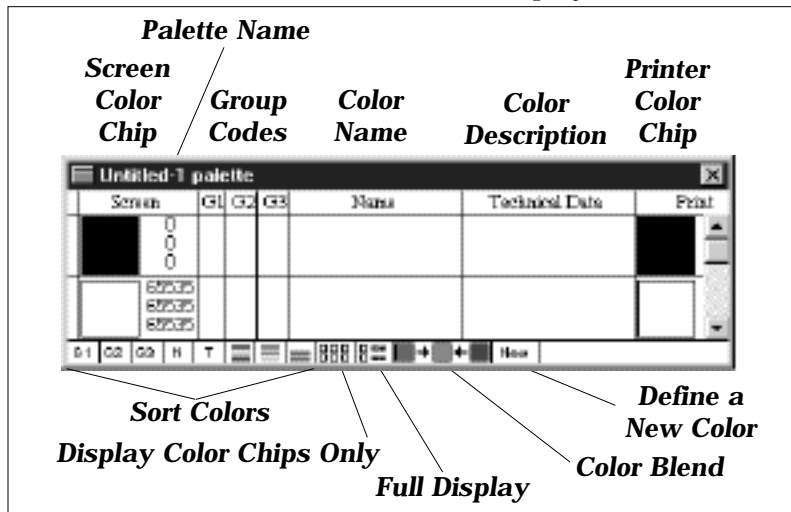 Palette Name
Screen Color Chip
Group Codes
Color Name
Color Description
Printer Color Chip
Untitled-1 palette
Screen G1 G2 G3 Name Technical Data Print
0
0
0
65535
65535
65535
G1 G2 G3 N T New
Sort Colors
Define a New Color
Display Color Chips Only
Color Blend
Full Display